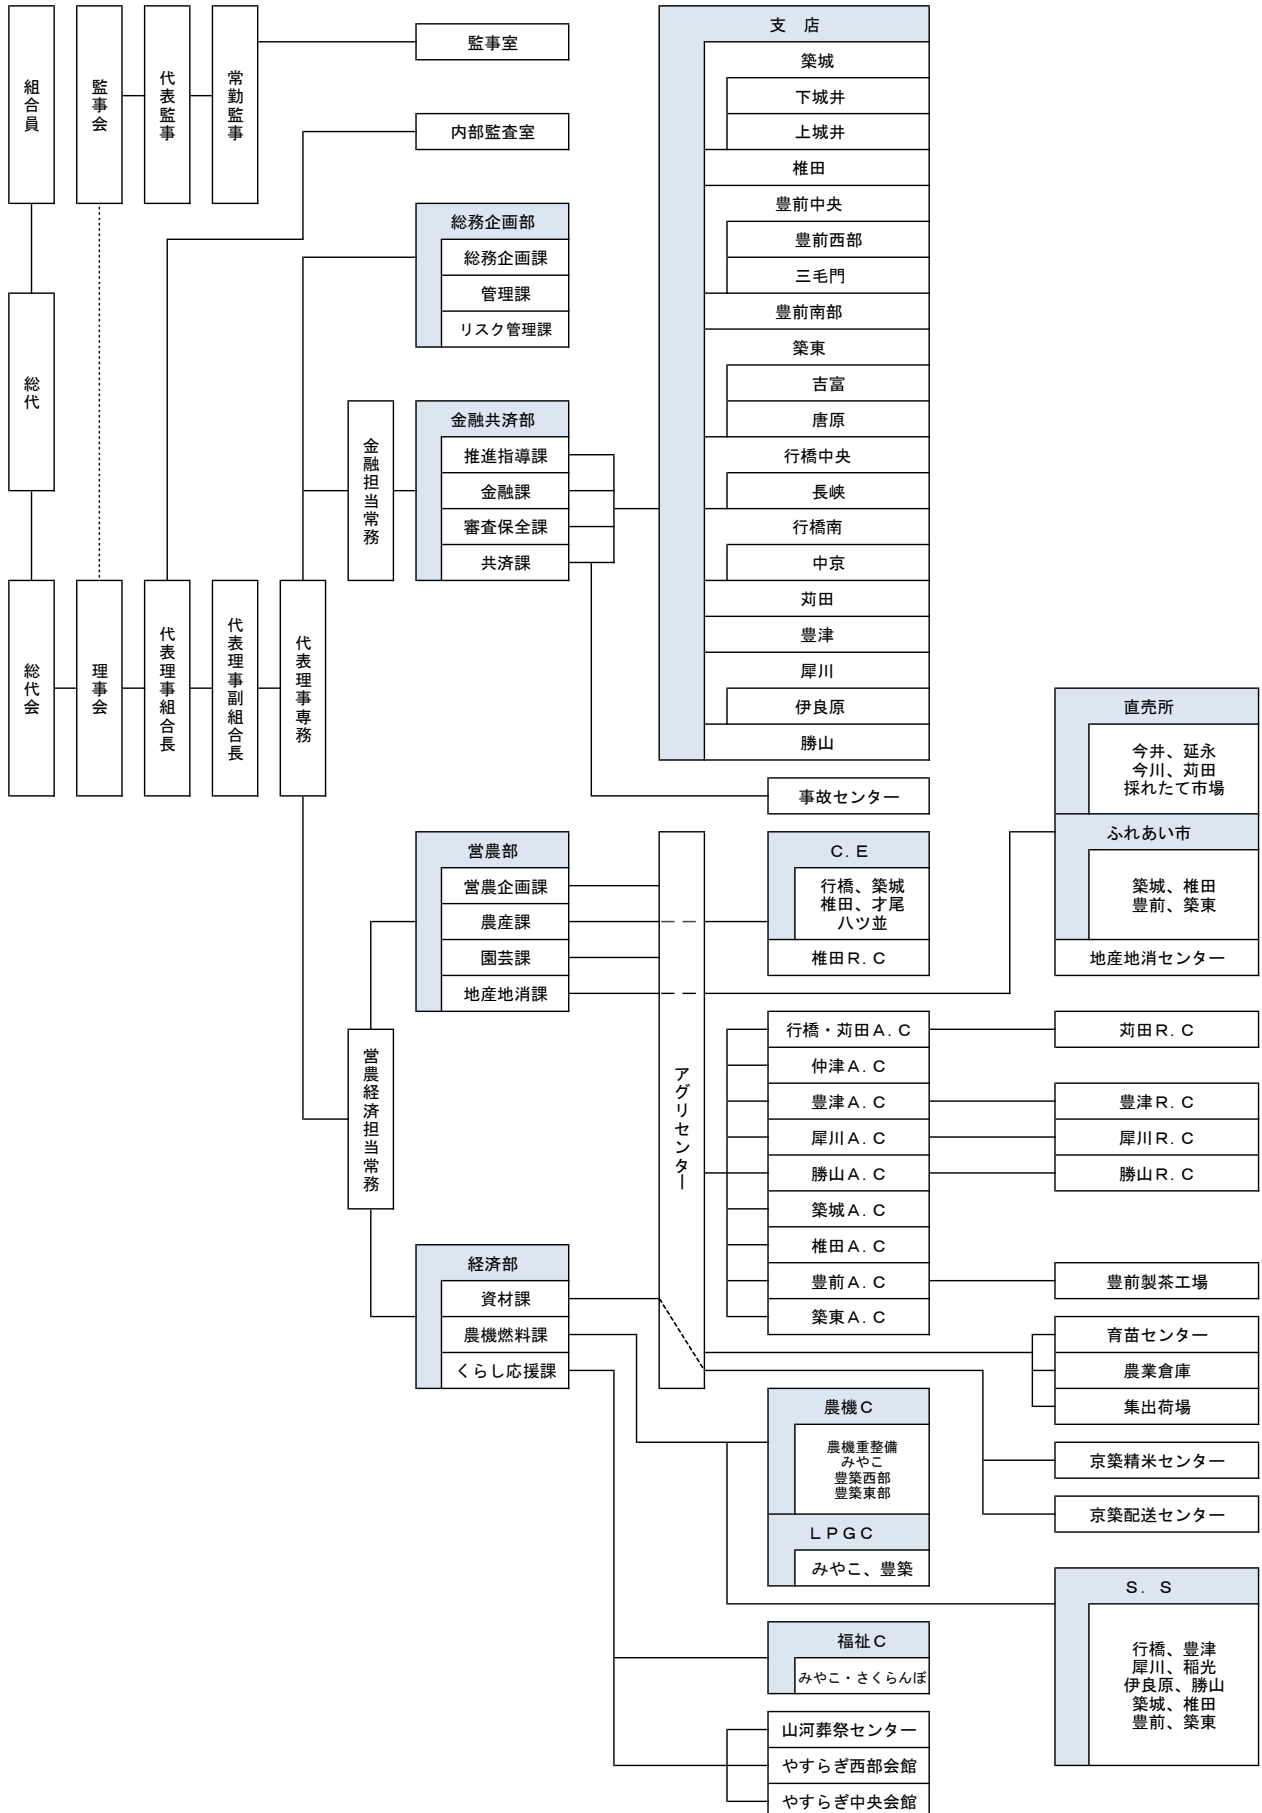 組合員
監事会
代表監事
常勤監事
監事室
内部監査室
総務企画部
総務企画課
管理課
リスク管理課
総代
金融担当常務
金融共済部
推進指導課
金融課
審査保全課
共済課
総代会
理事会
代表理事組合長
代表理事副組合長
代表理事専務
支　店
築城
下城井
上城井
椎田
豊前中央
豊前西部
三毛門
豊前南部
築東
吉富
唐原
行橋中央
長峡
行橋南
中京
苅田
豊津
犀川
伊良原
勝山
事故センター
営農経済担当常務
営農部
営農企画課
農産課
園芸課
地産地消課
経済部
資材課
農機燃料課
くらし応援課
アグリセンター
Ｃ．Ｅ
行橋、築城
椎田、才尾
八ツ並
椎田Ｒ．Ｃ
直売所
今井、延永
今川、苅田
採れたて市場
ふれあい市
築城、椎田
豊前、築東
地産地消センター
行橋・苅田Ａ．Ｃ
仲津Ａ．Ｃ
豊津Ａ．Ｃ
犀川Ａ．Ｃ
勝山Ａ．Ｃ
築城Ａ．Ｃ
椎田Ａ．Ｃ
豊前Ａ．Ｃ
築東Ａ．Ｃ
苅田Ｒ．Ｃ
豊津Ｒ．Ｃ
犀川Ｒ．Ｃ
勝山Ｒ．Ｃ
豊前製茶工場
育苗センター
農業倉庫
集出荷場
京築精米センター
京築配送センター
農機Ｃ
農機重整備
みやこ
豊築西部
豊築東部
ＬＰＧＣ
みやこ、豊築
Ｓ．Ｓ
行橋、豊津
犀川、稲光
伊良原、勝山
築城、椎田
豊前、築東
福祉Ｃ
みやこ・さくらんぼ
山河葬祭センター
やすらぎ西部会館
やすらぎ中央会館